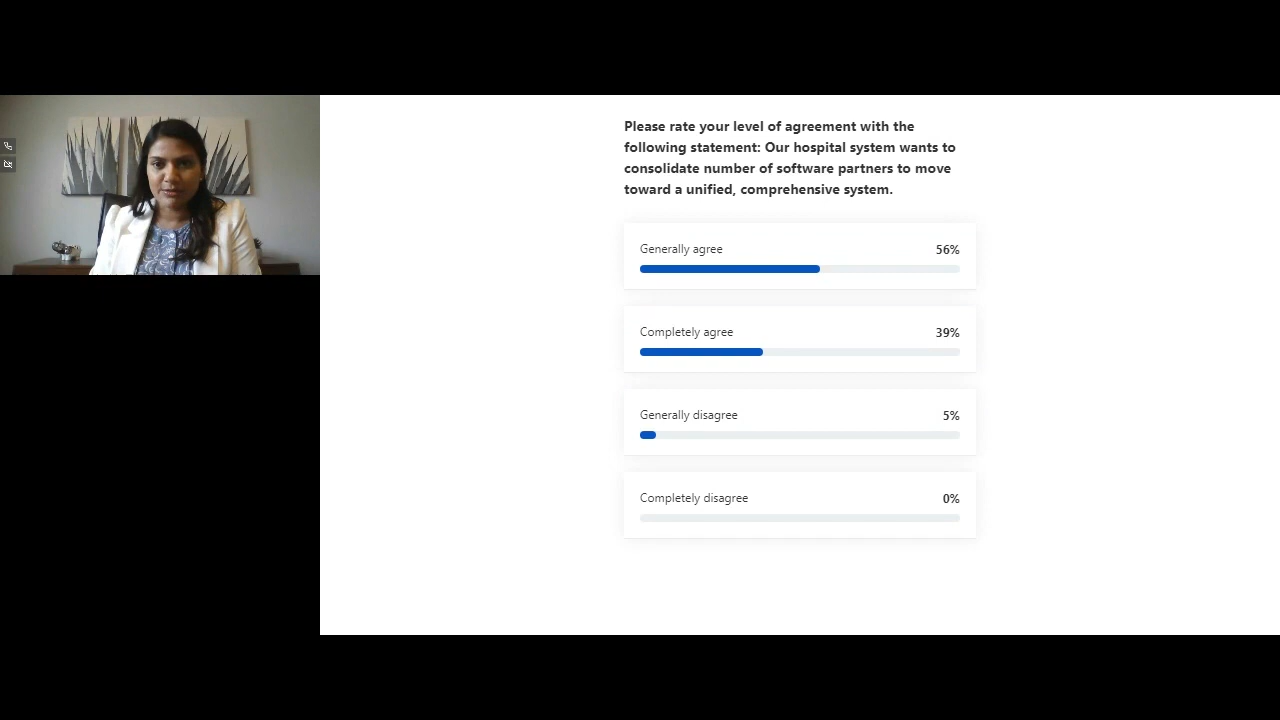 Please rate your level of agreement with the
following statement: Our hospital system wants to
consolidate number of software partners to move
toward a unified, comprehensive system.
Generally agree 56%
Completely agree 39%
Generally disagree 5%
Completely disagree 0%